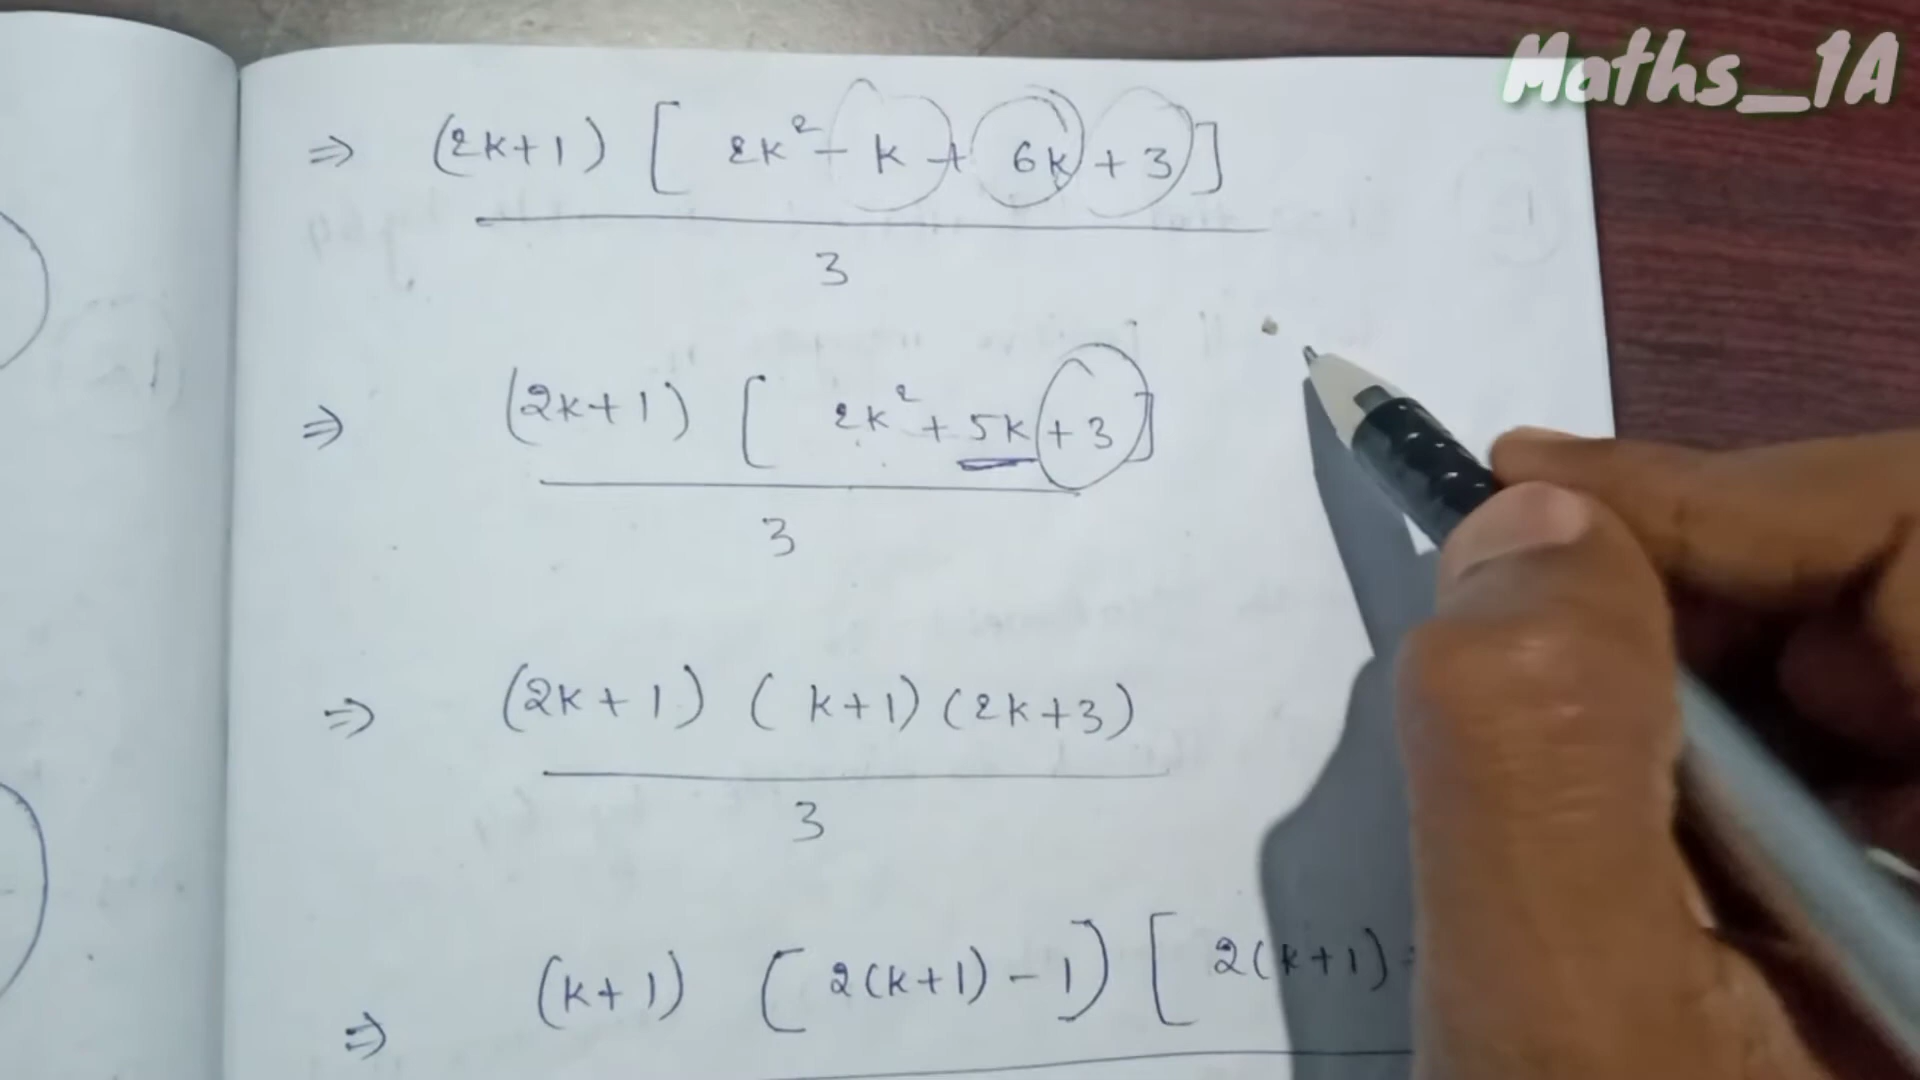 Maths_1A
⇒ (2k+1) [ 2k² - k + 6k + 3 ]
3
⇒ (2k+1) [ 2k² + 5k + 3 ]
3
⇒ (2k+1) (k+1) (2k+3)
3
⇒ (k+1) [ 2(k+1) - 1 ) [ 2(k+1)